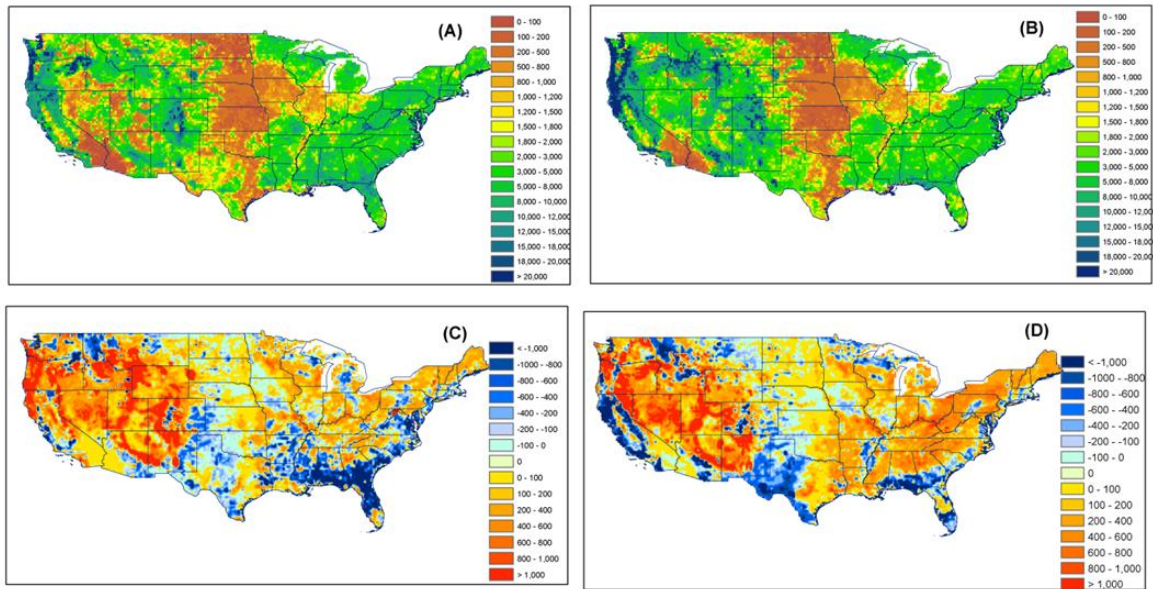 (A)
0 - 100
100 - 200
200 - 500
500 - 800
800 - 1,000
1,000 - 1,200
1,200 - 1,500
1,500 - 1,800
1,800 - 2,000
2,000 - 3,000
3,000 - 5,000
5,000 - 8,000
8,000 - 10,000
10,000 - 12,000
12,000 - 15,000
15,000 - 18,000
18,000 - 20,000
> 20,000
(B)
0 - 100
100 - 200
200 - 500
500 - 800
800 - 1,000
1,000 - 1,200
1,200 - 1,500
1,500 - 1,800
1,800 - 2,000
2,000 - 3,000
3,000 - 5,000
5,000 - 8,000
8,000 - 10,000
10,000 - 12,000
12,000 - 15,000
15,000 - 18,000
18,000 - 20,000
> 20,000
(C)
< -1,000
-1000 - -800
-800 - -600
-600 - -400
-400 - -200
-200 - -100
-100 - 0
0
0 - 100
100 - 200
200 - 400
400 - 600
600 - 800
800 - 1,000
> 1,000
(D)
< -1,000
-1000 - -800
-800 - -600
-600 - -400
-400 - -200
-200 - -100
-100 - 0
0
0 - 100
100 - 200
200 - 400
400 - 600
600 - 800
800 - 1,000
> 1,000